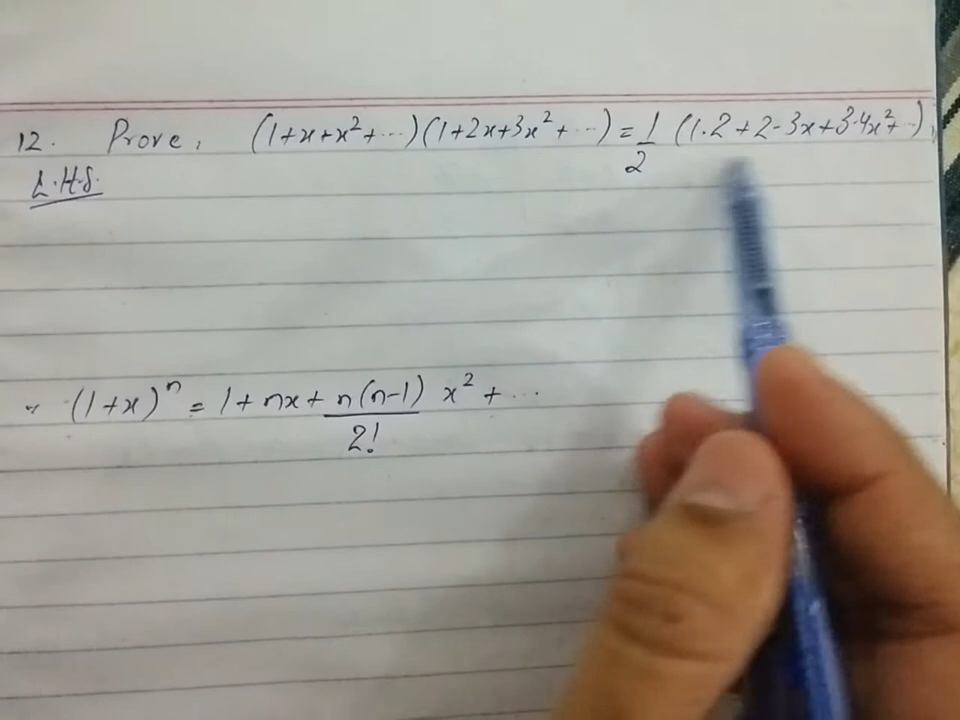 12. Prove, (1+x+x²+...)(1+2x+3x²+...) = 1/2 (1.2+2-3x+3.4x²+..),
L.H.S.
∵ (1+x)ⁿ = 1+nx+n(n-1)/2! x²+...